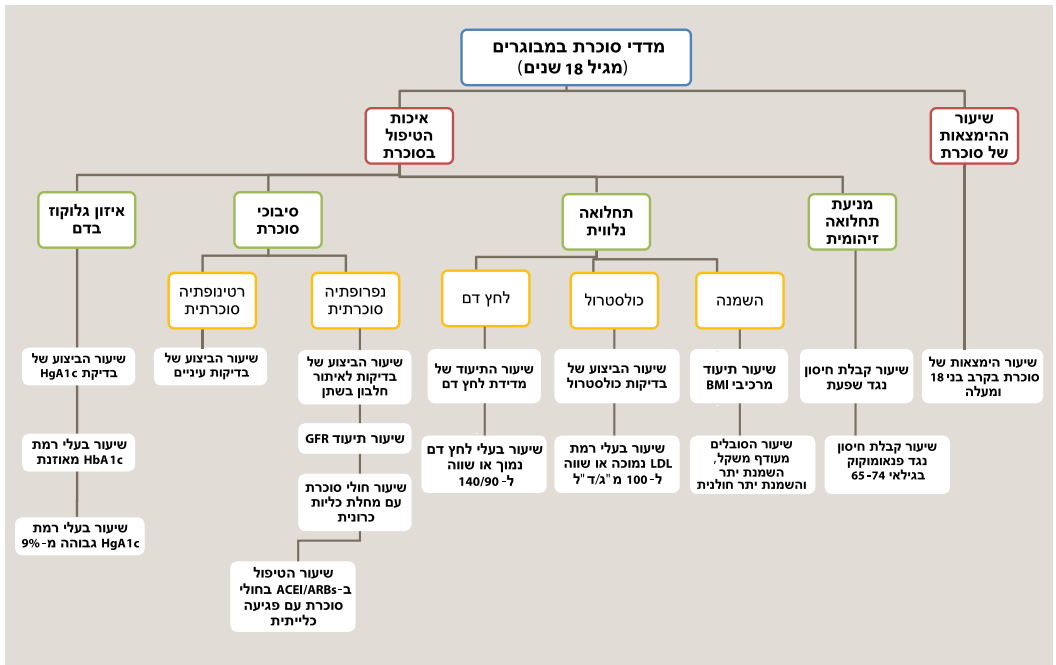 מדדי סוכרת במבוגרים
(מגיל 18 שנים)
שיעור
ההימצאות
של סוכרת
איכות
הטיפול
בסוכרת
מניעת
תחלואה
זיהומית
תחלואה
נלווית
סיבוכי
סוכרת
איזון גלוקוז
בדם
השמנה
כולסטרול
לחץ דם
נפרופתיה
סוכרתית
רטינופתיה
סוכרתית
שיעור הימצאות של
סוכרת בקרב בני 18
ומעלה
שיעור קבלת חיסון
נגד שפעת
שיעור תיעוד
מרכיבי BMI
שיעור הביצוע של
בדיקות כולסטרול
שיעור התיעוד של
מדידת לחץ דם
שיעור הביצוע של
בדיקות לאיתור
חלבון בשתן
שיעור הביצוע של
בדיקות עיניים
שיעור הביצוע של
בדיקת HgA1c
שיעור קבלת חיסון
נגד פנאומוקוק
בגילאי 65-74
שיעור הסובלים
מעודף משקל,
השמנת יתר
והשמנת יתר חולנית
שיעור בעלי רמת
LDL נמוכה או שווה
ל- 100 מ"ג/ד"ל
שיעור בעלי לחץ דם
נמוך או שווה
ל- 140/90
שיעור תיעוד GFR
שיעור בעלי רמת
HbA1c מאוזנת
שיעור חולי סוכרת
עם מחלת כליות
כרונית
שיעור בעלי רמת
HgA1c גבוהה מ-9%
שיעור הטיפול
ב-ACEI/ARBs בחולי
סוכרת עם פגיעה
כלייתית